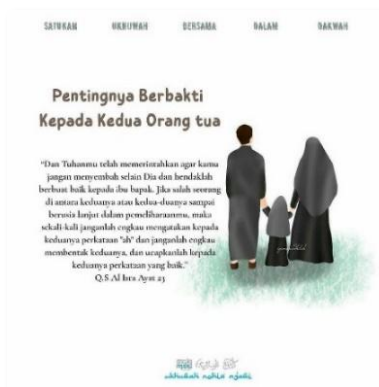 SATUKAN UKHUWAH BERSAMA DALAM DAKWAH
Pentingnya Berbakti
Kepada Kedua Orang tua
"Dan Tuhanmu telah memerintahkan agar kamu
jangan menyembah selain Dia dan hendaklah
berbuat baik kepada ibu bapak. Jika salah seorang
di antara keduanya atau kedua-duanya sampai
berusia lanjut dalam pemeliharaanmu, maka
sekali-kali janganlah engkau mengatakan kepada
keduanya perkataan "ah" dan janganlah engkau
membentak keduanya, dan ucapkanlah kepada
keduanya perkataan yang baik."
Q.S Al Isra Ayat 23